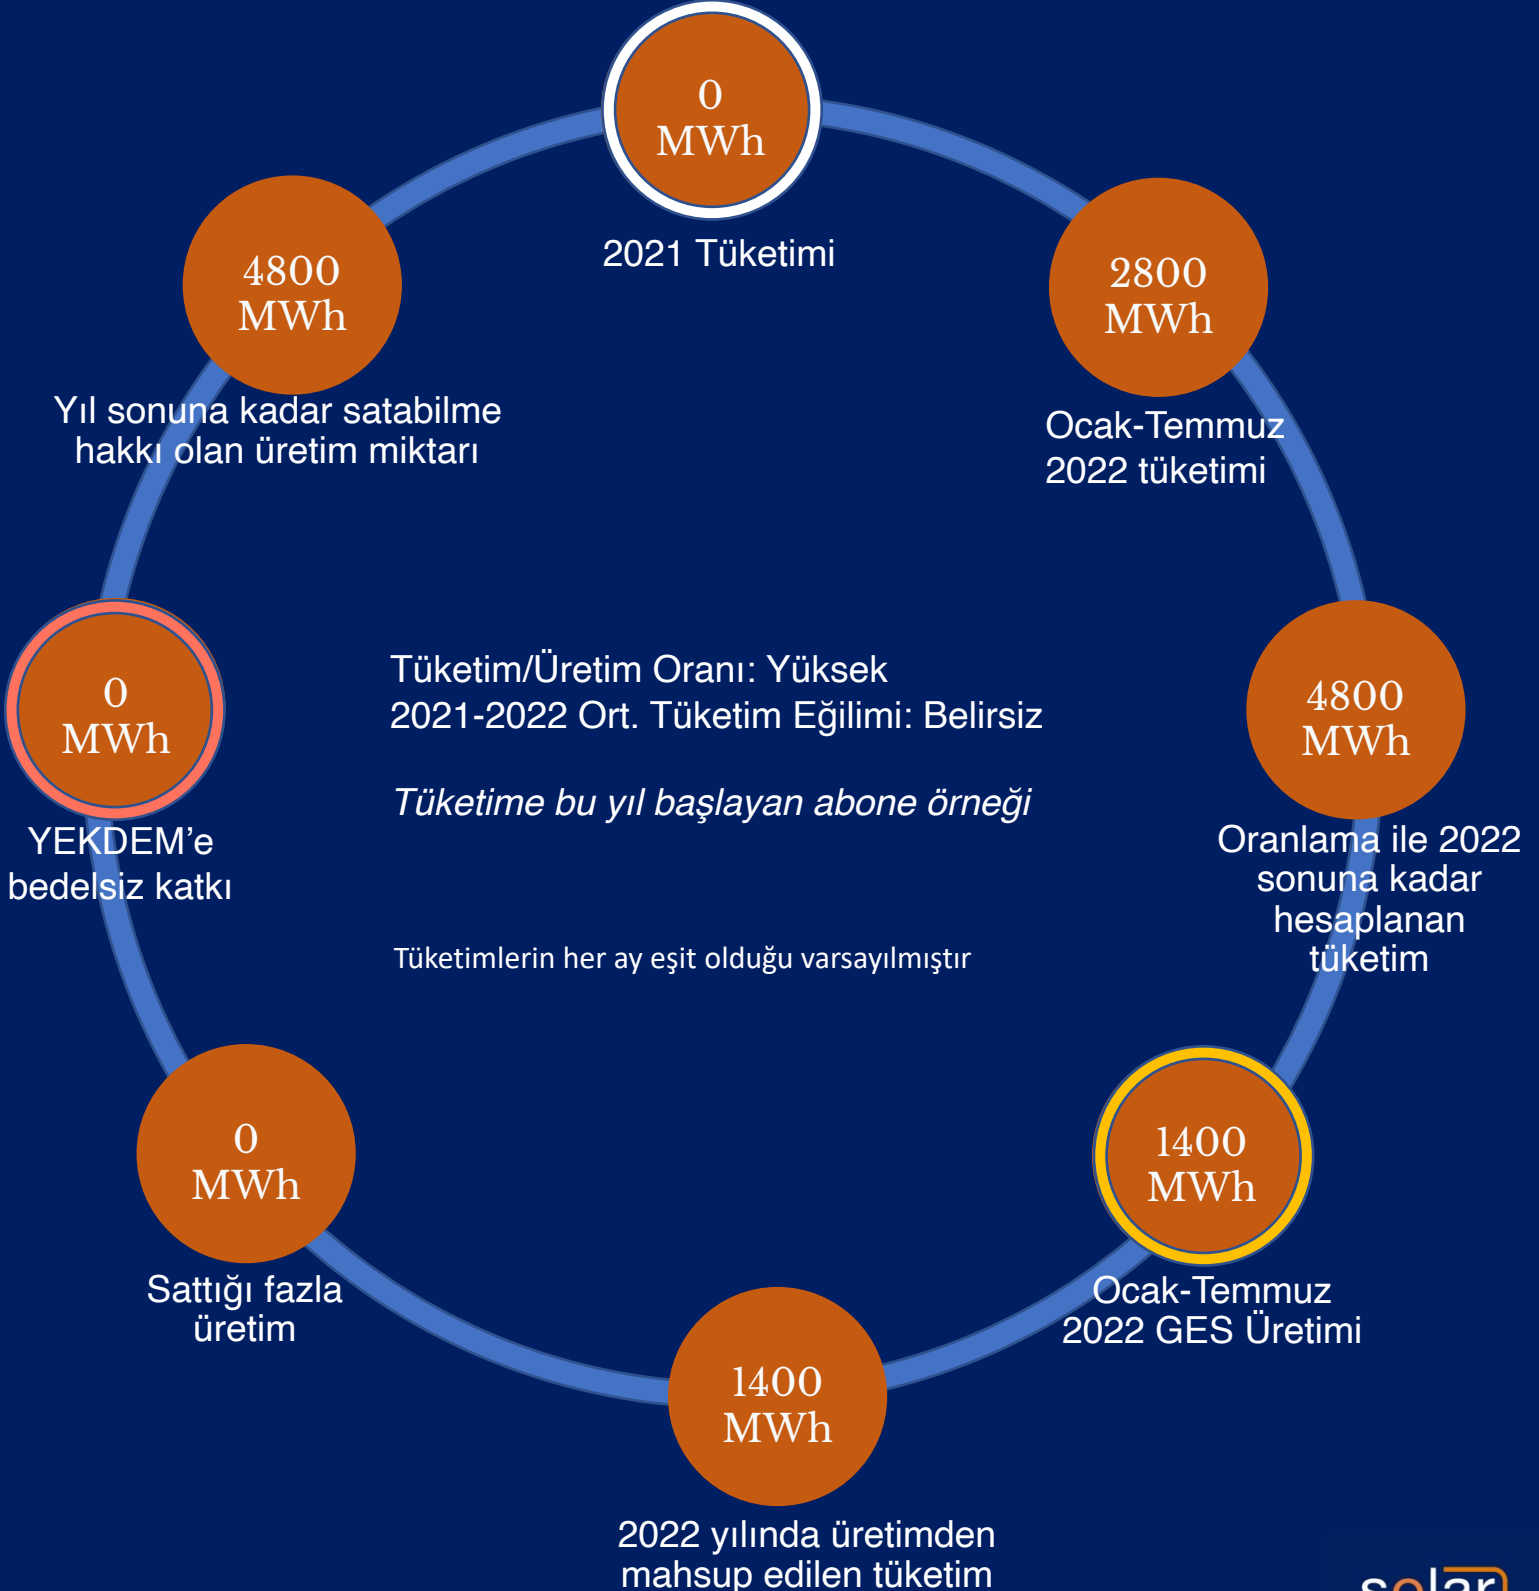 0
MWh
2021 Tüketimi
2800
MWh
Ocak-Temmuz
2022 tüketimi
4800
MWh
Oranlama ile 2022
sonuna kadar
hesaplanan
tüketim
1400
MWh
Ocak-Temmuz
2022 GES Üretimi
1400
MWh
2022 yılında üretimden
mahsup edilen tüketim
0
MWh
Sattığı fazla
üretim
0
MWh
YEKDEM’e
bedelsiz katkı
4800
MWh
Yıl sonuna kadar satabilme
hakkı olan üretim miktarı
Tüketim/Üretim Oranı: Yüksek
2021-2022 Ort. Tüketim Eğilimi: Belirsiz
Tüketime bu yıl başlayan abone örneği
Tüketimlerin her ay eşit olduğu varsayılmıştır
solar